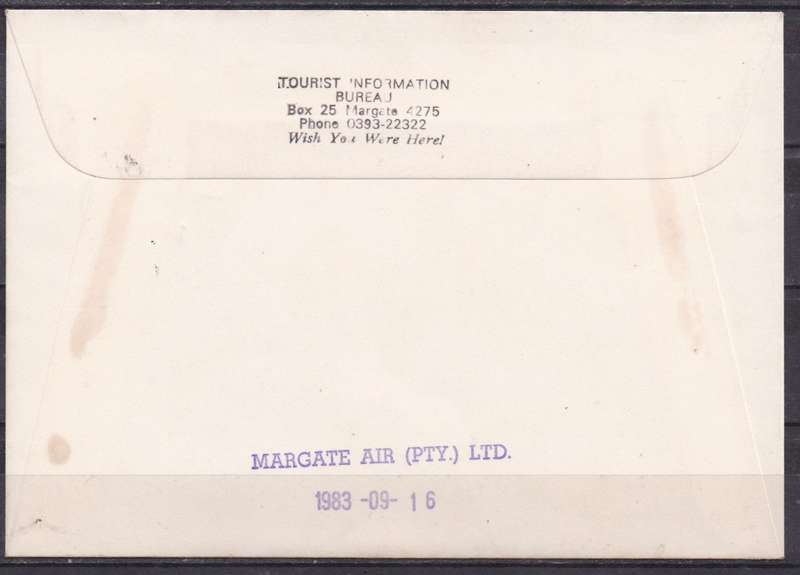 TOURIST INFORMATION
BUREAU
Box 25 Margate 4275
Phone 0393-22322
Wish You Were Here!
MARGATE AIR (PTY.) LTD.
1983 -09- 16